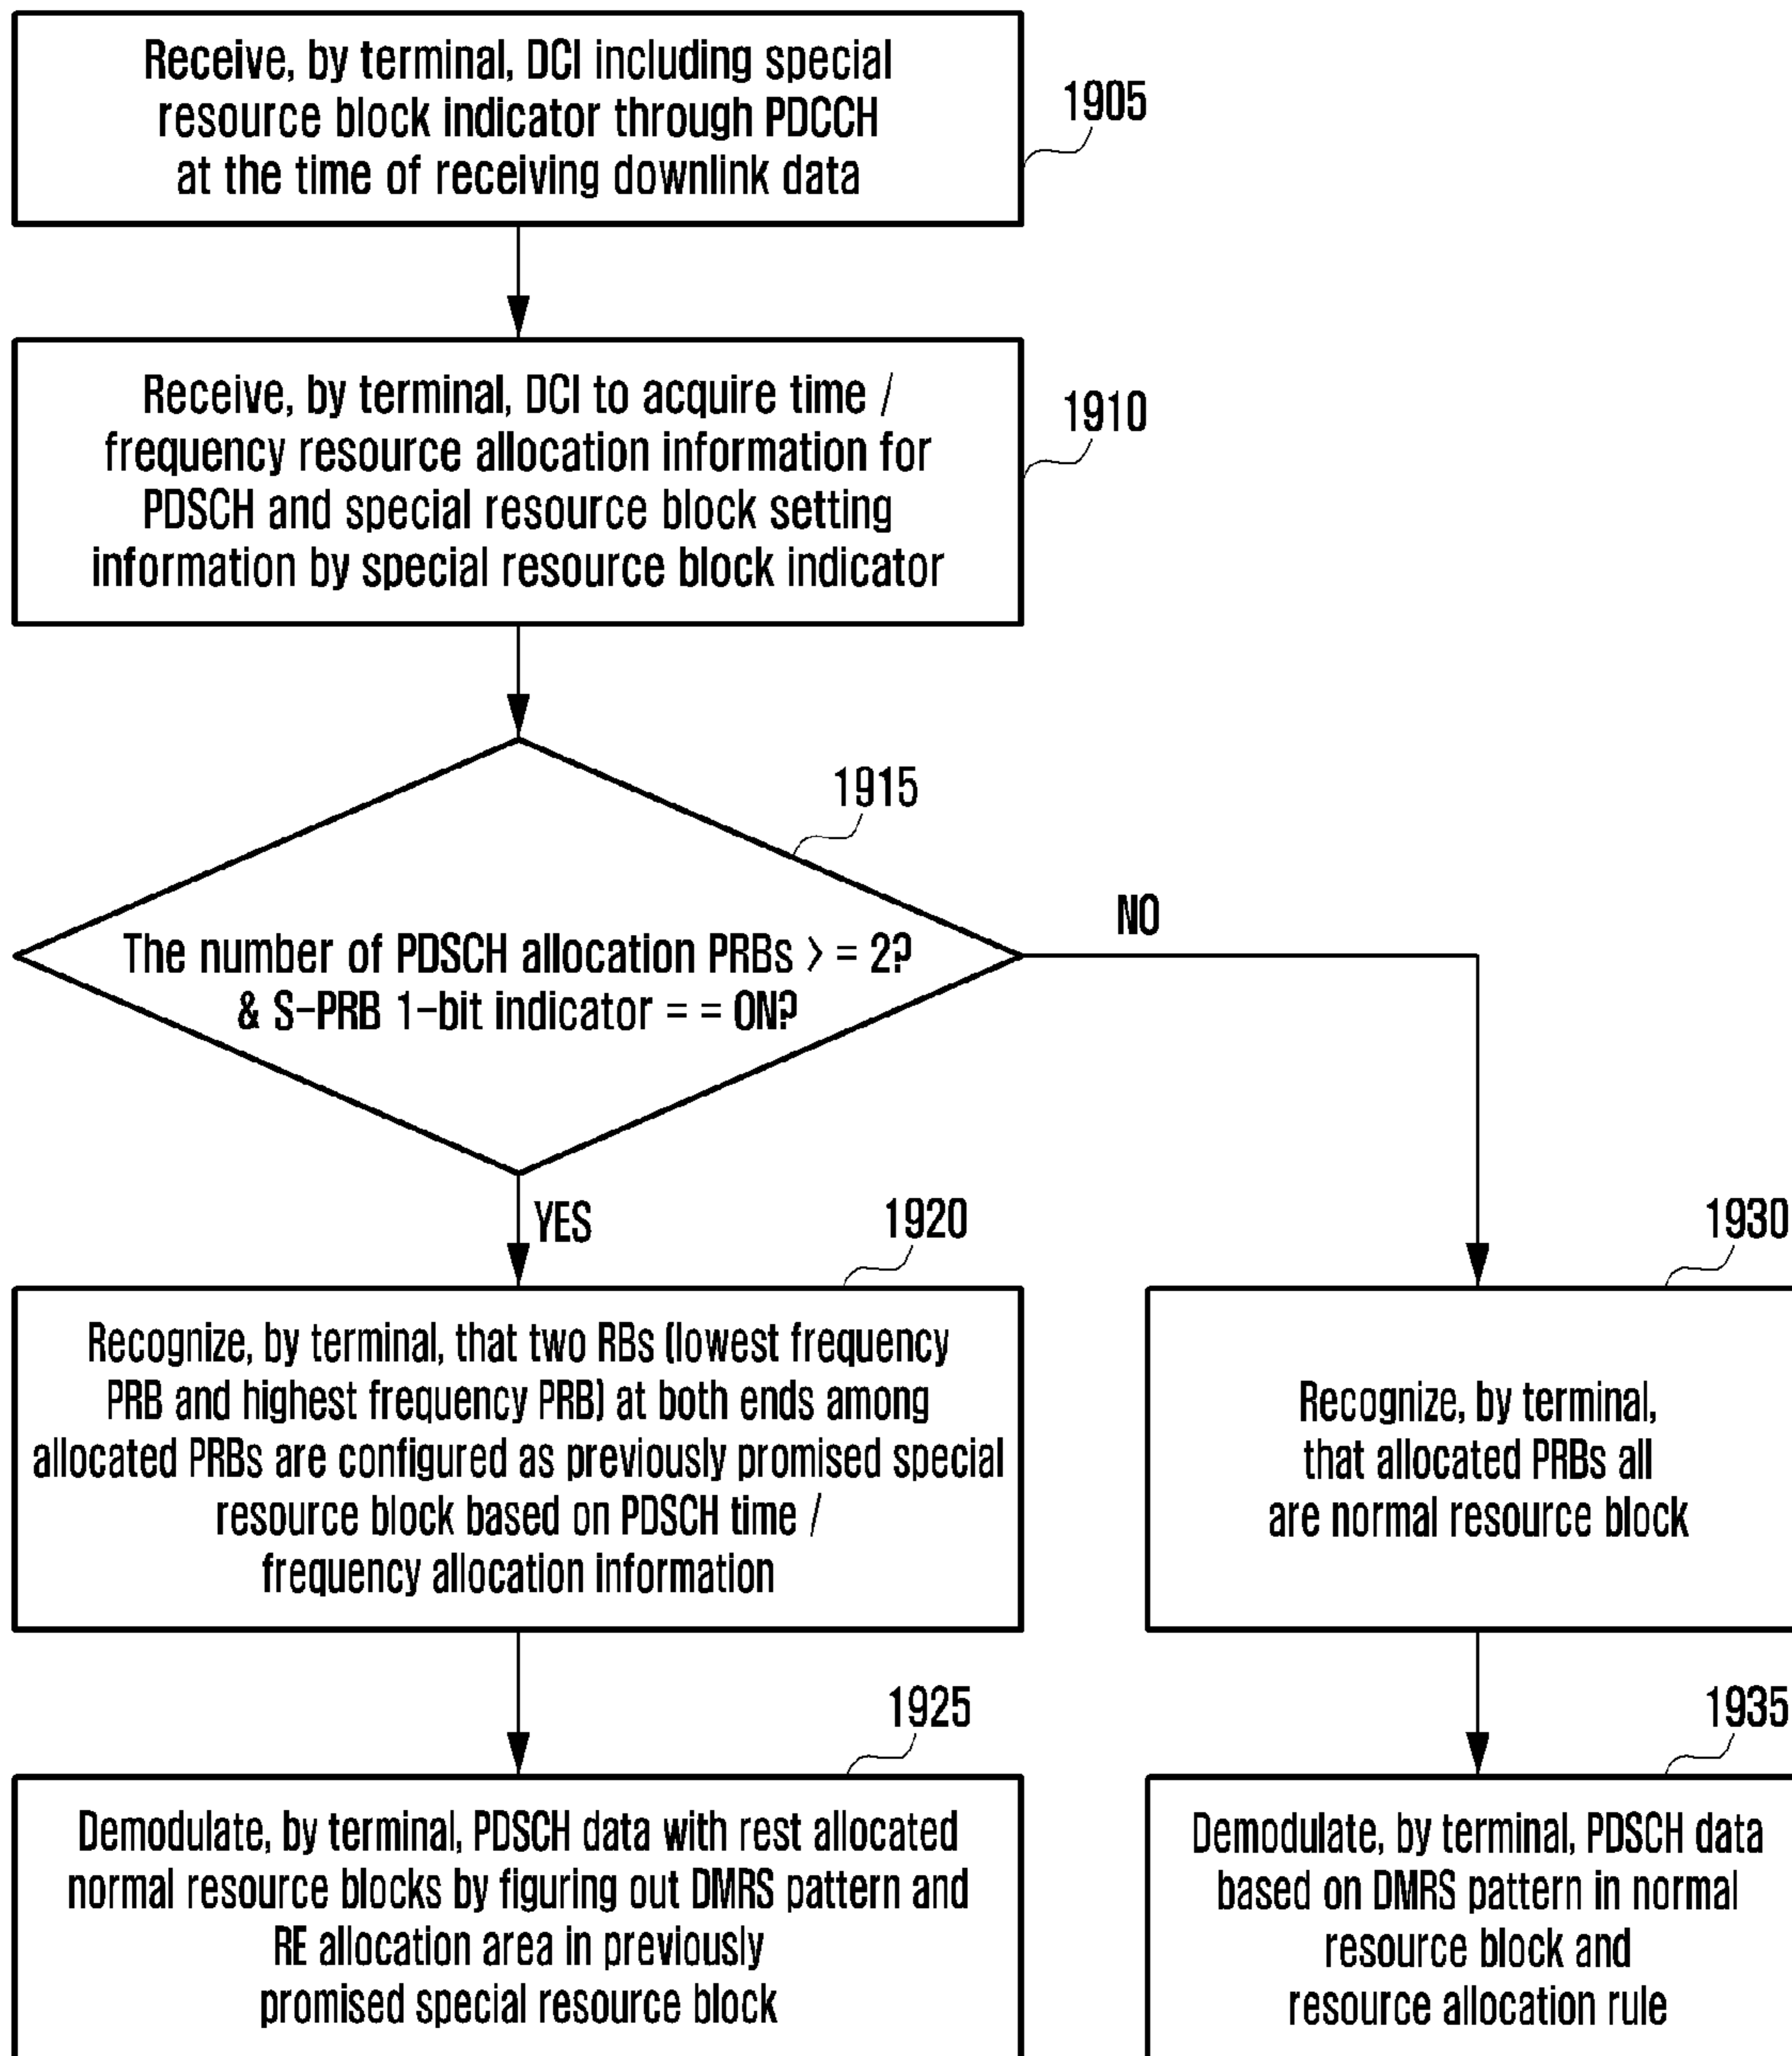 Receive, by terminal, DCI including special
resource block indicator through PDCCH
at the time of receiving downlink data
1905
Receive, by terminal, DCI to acquire time /
frequency resource allocation information for
PDSCH and special resource block setting
information by special resource block indicator
1910
1915
The number of PDSCH allocation PRBs > = 2?
& S-PRB 1-bit indicator = = ON?
NO
YES
1920
Recognize, by terminal, that two RBs (lowest frequency
PRB and highest frequency PRB) at both ends among
allocated PRBs are configured as previously promised special
resource block based on PDSCH time /
frequency allocation information
1930
Recognize, by terminal,
that allocated PRBs all
are normal resource block
1925
Demodulate, by terminal, PDSCH data with rest allocated
normal resource blocks by figuring out DMRS pattern and
RE allocation area in previously
promised special resource block
1935
Demodulate, by terminal, PDSCH data
based on DMRS pattern in normal
resource block and
resource allocation rule